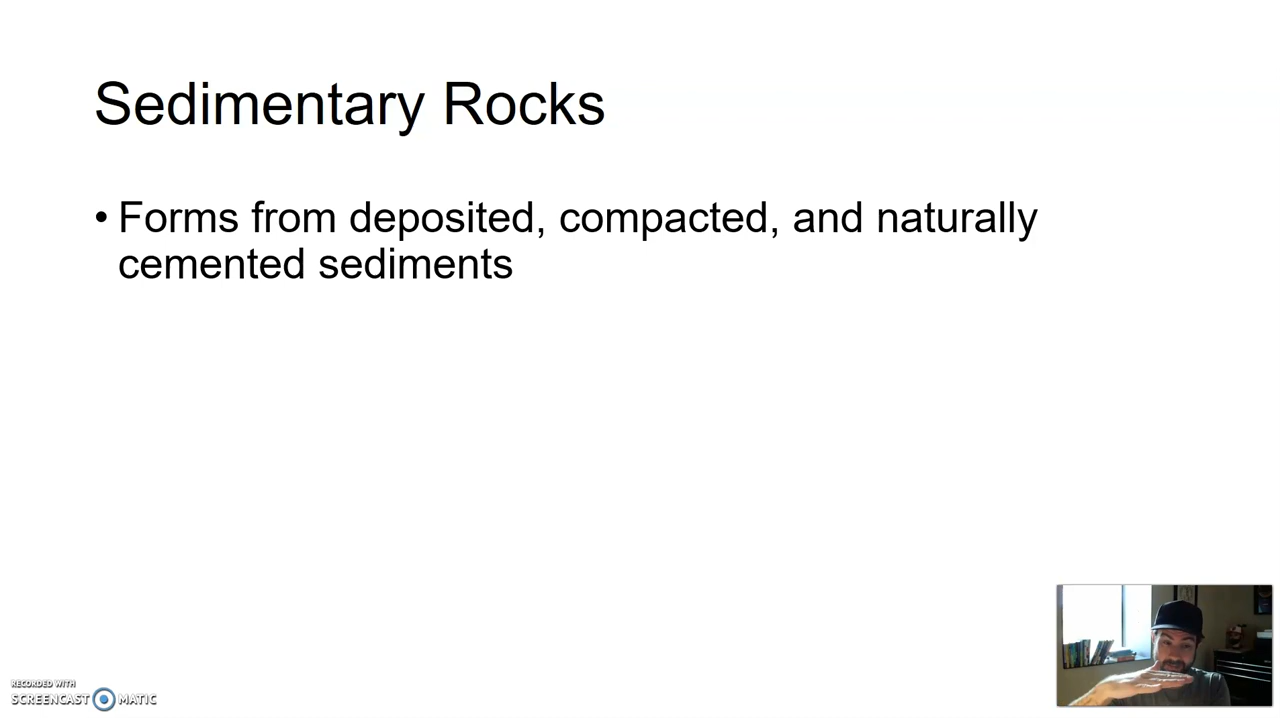 Sedimentary Rocks
• Forms from deposited, compacted, and naturally
cemented sediments
RECORDED WITH
SCREENCAST MATIC